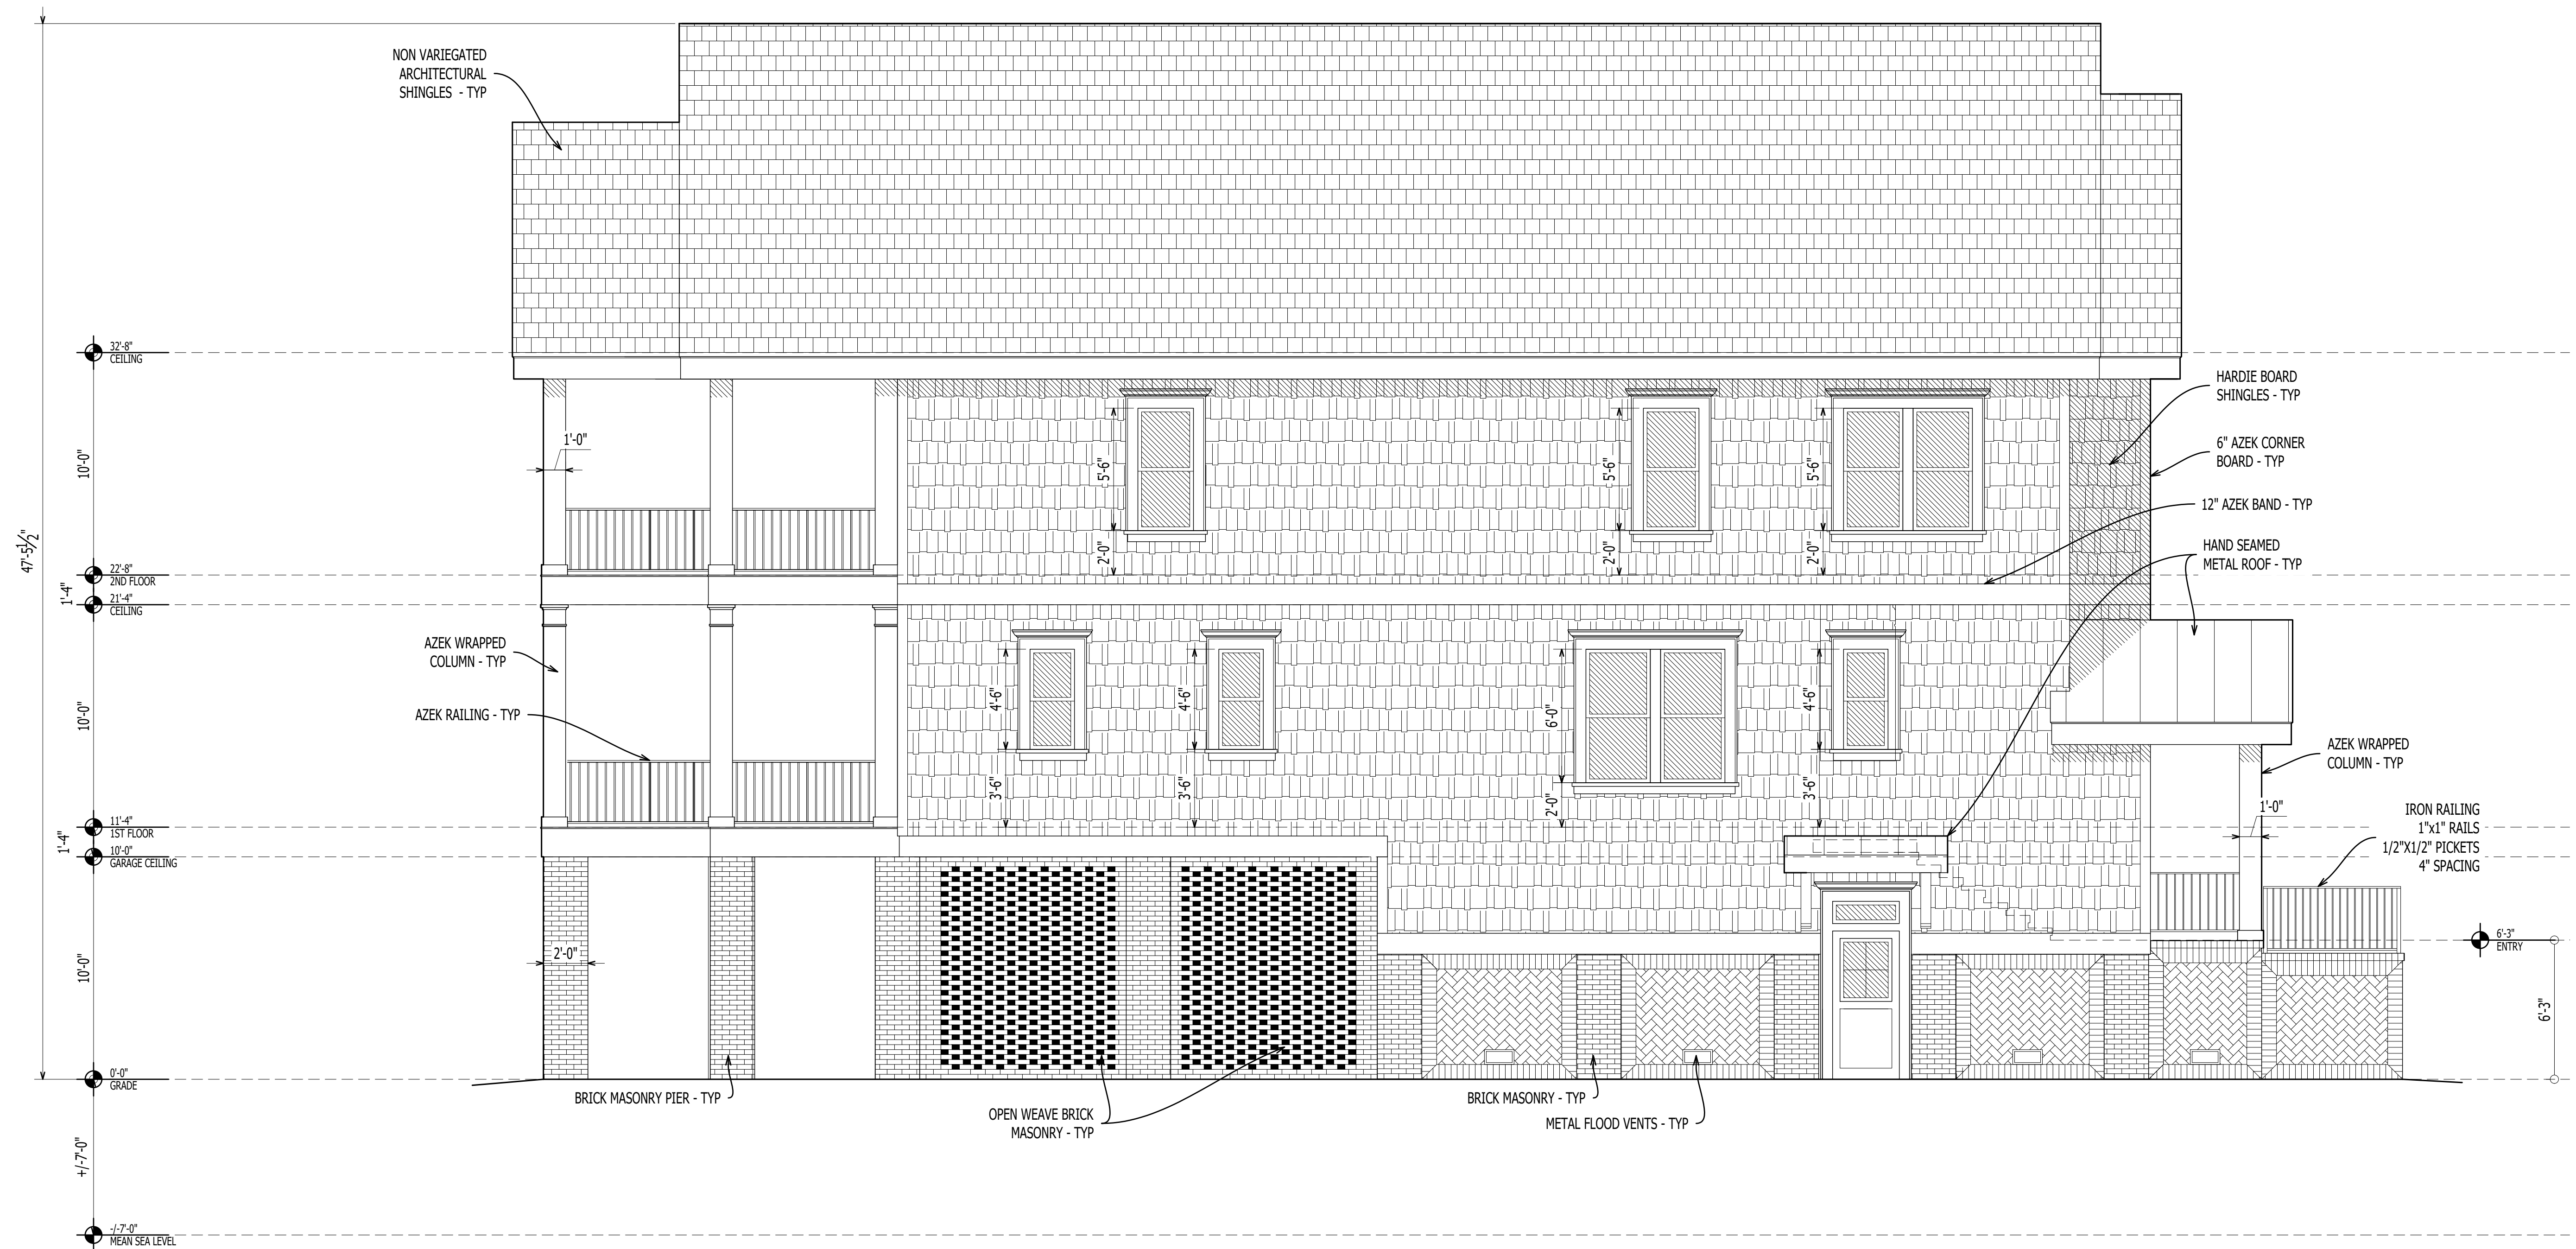 NON VARIEGATED
ARCHITECTURAL
SHINGLES - TYP
47'-5 1/2"
32'-8"
CEILING
10'-0"
22'-8"
2ND FLOOR
1'-4"
21'-4"
CEILING
10'-0"
11'-4"
1ST FLOOR
1'-4"
10'-0"
GARAGE CEILING
10'-0"
0'-0"
GRADE
+/-7'-0"
-/-7'-0"
MEAN SEA LEVEL
1'-0"
AZEK WRAPPED
COLUMN - TYP
AZEK RAILING - TYP
2'-0"
5'-6"
2'-0"
5'-6"
2'-0"
5'-6"
2'-0"
4'-6"
3'-6"
4'-6"
3'-6"
6'-0"
2'-0"
4'-6"
3'-6"
BRICK MASONRY PIER - TYP
OPEN WEAVE BRICK
MASONRY - TYP
BRICK MASONRY - TYP
METAL FLOOD VENTS - TYP
HARDIE BOARD
SHINGLES - TYP
6" AZEK CORNER
BOARD - TYP
12" AZEK BAND - TYP
HAND SEAMED
METAL ROOF - TYP
AZEK WRAPPED
COLUMN - TYP
1'-0"
IRON RAILING
1"x1" RAILS
1/2"X1/2" PICKETS
4" SPACING
6'-3"
ENTRY
6'-3"